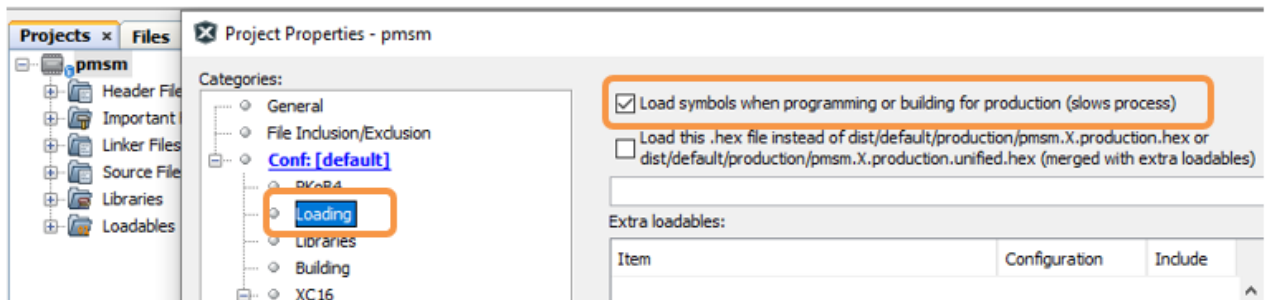 Projects × Files
Project Properties - pmsm
pmsm
Header File
Important
Linker Files
Source File
Libraries
Loadables
Categories:
General
File Inclusion/Exclusion
Conf: [default]
PKoB4
Loading
Libraries
Building
XC16
Load symbols when programming or building for production (slows process)
Load this .hex file instead of dist/default/production/pmsm.X.production.hex or
dist/default/production/pmsm.X.production.unified.hex (merged with extra loadables)
Extra loadables:
Item Configuration Include